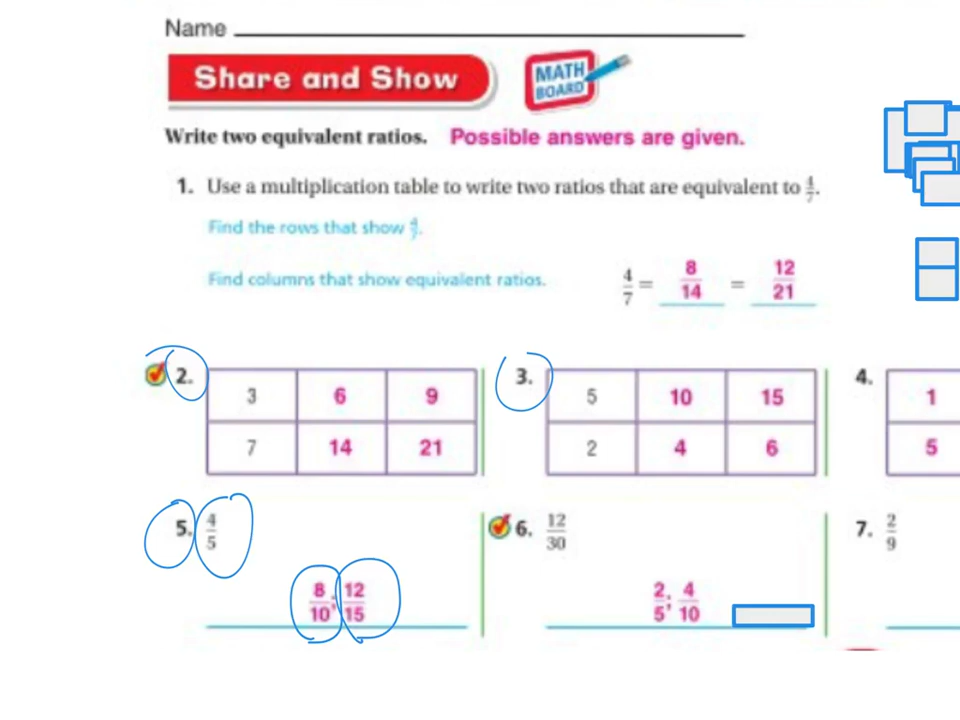 Name
Share and Show
MATH BOARD
Write two equivalent ratios. Possible answers are given.
1. Use a multiplication table to write two ratios that are equivalent to 4/7.
Find the rows that show 4/7.
Find columns that show equivalent ratios.
4/7 = 8/14 = 12/21
2.
3 6 9
7 14 21
3.
5 10 15
2 4 6
4.
1
5
5. 4/5
8/10, 12/15
6. 12/30
2/5, 4/10
7. 2/9